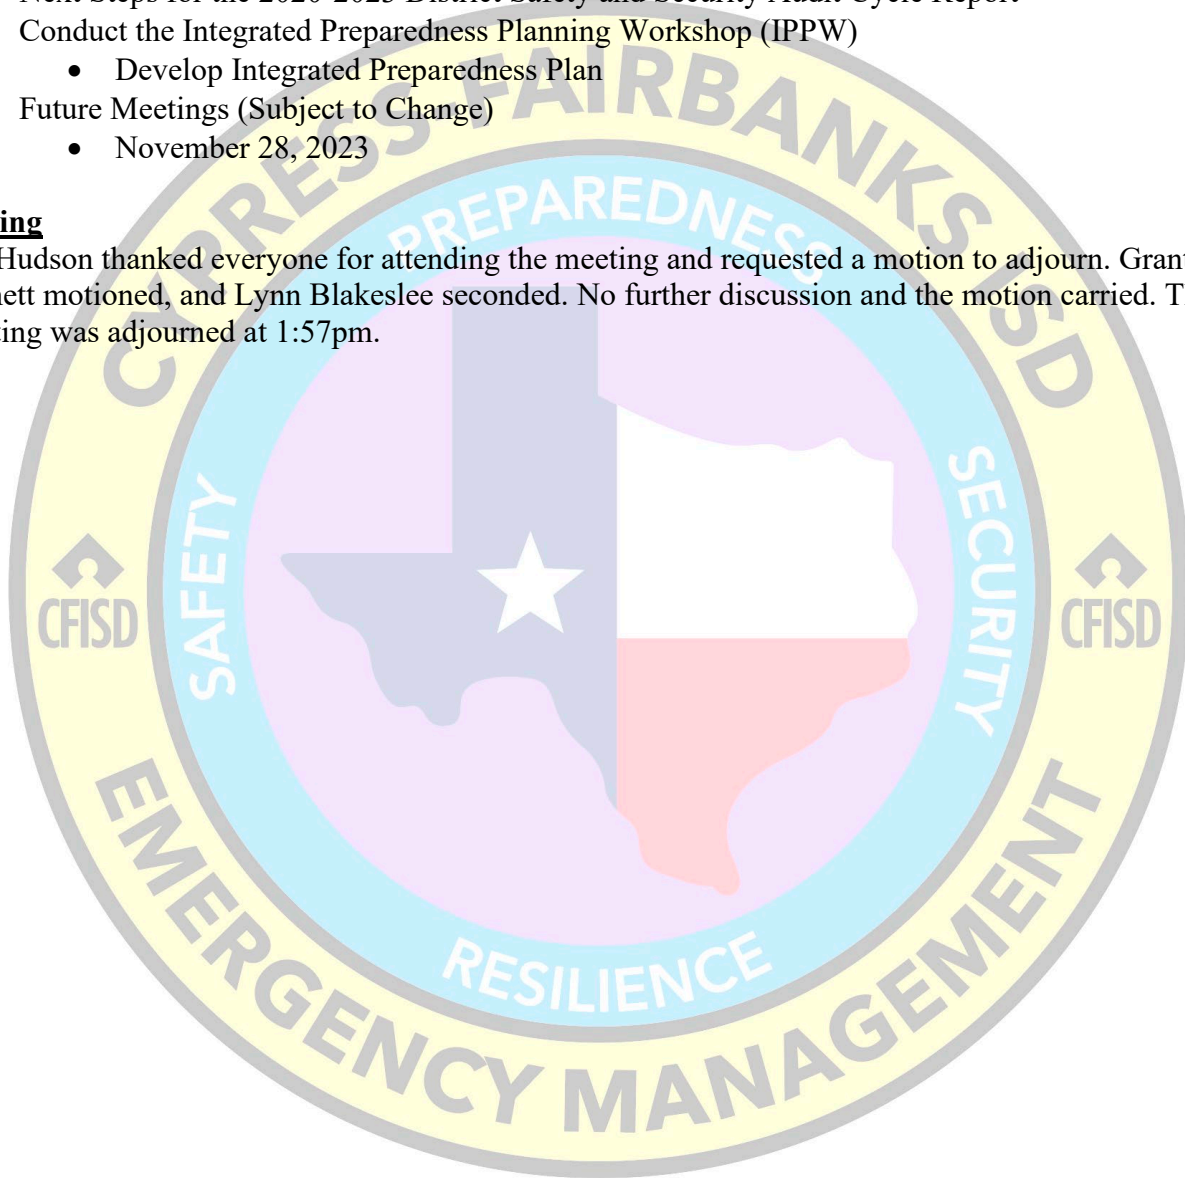 Next Steps for the 2020-2023 District Safety and Security Audit Cycle Report
Conduct the Integrated Preparedness Planning Workshop (IPPW)
• Develop Integrated Preparedness Plan
Future Meetings (Subject to Change)
• November 28, 2023
Hudson thanked everyone for attending the meeting and requested a motion to adjourn. Grant
motioned, and Lynn Blakeslee seconded. No further discussion and the motion carried.
was adjourned at 1:57pm.
CYPRESS-FAIRBANKS ISD
PREPAREDNESS
SAFETY
SECURITY
CFISD
CFISD
RESILIENCE
EMERGENCY MANAGEMENT